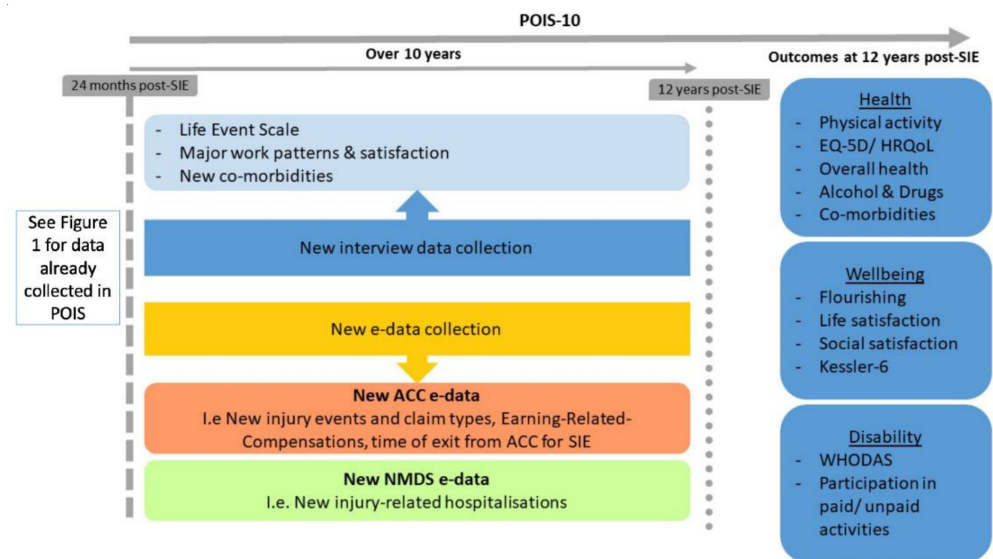 POIS-10
Over 10 years
Outcomes at 12 years post-SIE
24 months post-SIE
12 years post-SIE
See Figure
1 for data
already
collected in
POIS
- Life Event Scale
- Major work patterns & satisfaction
- New co-morbidities
New interview data collection
New e-data collection
New ACC e-data
I.e New injury events and claim types, Earning-Related-
Compensations, time of exit from ACC for SIE
New NMDS e-data
I.e. New injury-related hospitalisations
Health
- Physical activity
- EQ-5D/ HRQoL
- Overall health
- Alcohol & Drugs
- Co-morbidities
Wellbeing
- Flourishing
- Life satisfaction
- Social satisfaction
- Kessler-6
Disability
- WHODAS
- Participation in
paid/ unpaid
activities